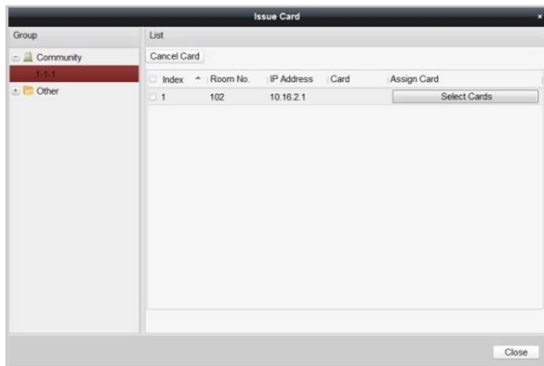 Issue Card
Group
List
Community
1.1.1
Other
Cancel Card
Index Room No. IP Address Card Assign Card
1 102 10.16.2.1 Select Cards
Close